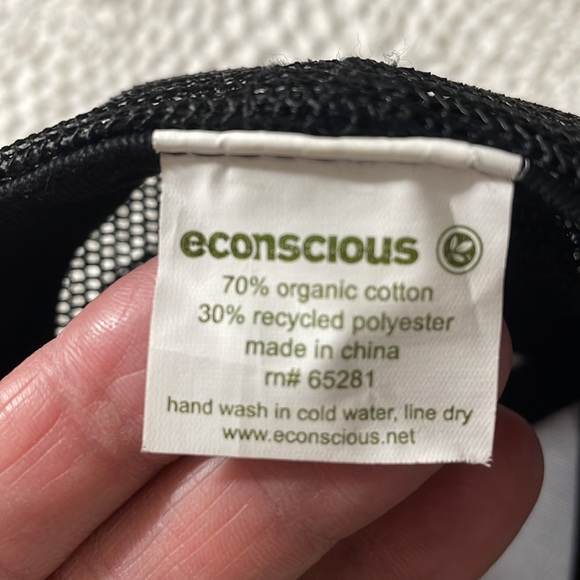 econscious
70% organic cotton
30% recycled polyester
made in china
rn# 65281
hand wash in cold water, line dry
www.econscious.net